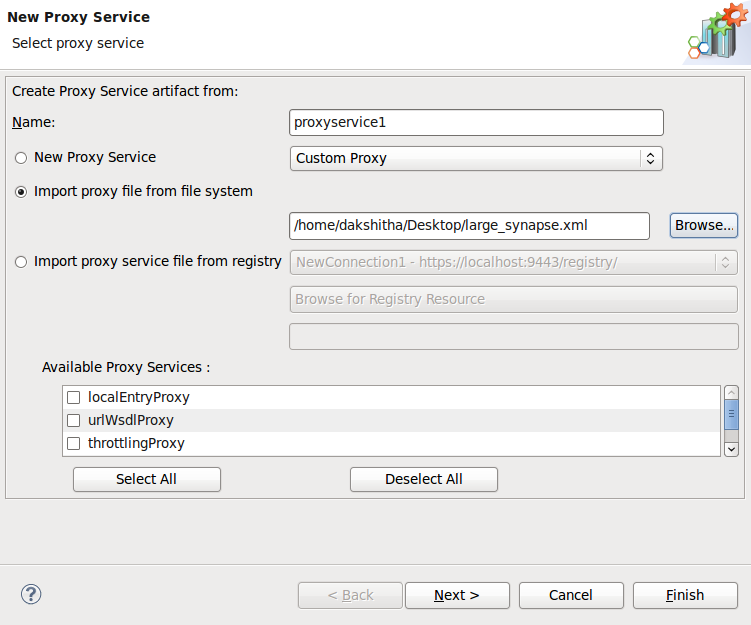 New Proxy Service
Select proxy service
Create Proxy Service artifact from:
Name: proxyservice1
New Proxy Service Custom Proxy
Import proxy file from file system
/home/dakshitha/Desktop/large_synapse.xml Browse...
Import proxy service file from registry NewConnection1 - https://localhost:9443/registry/
Browse for Registry Resource
Available Proxy Services :
localEntryProxy
urlWsdlProxy
throttlingProxy
Select All Deselect All
? < Back Next > Cancel Finish